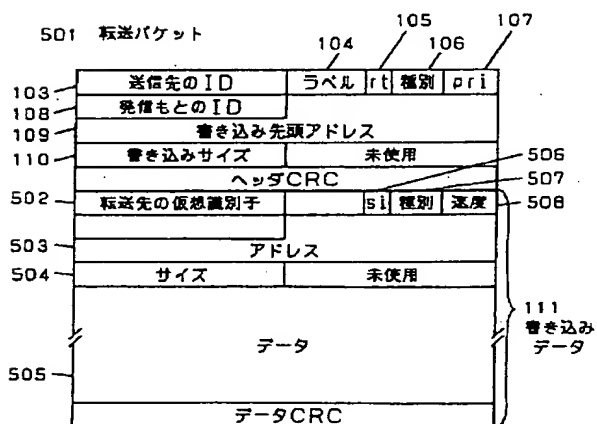 501 転送パケット
104
105
106
107
103
送信先のID
ラベル
rt
種別
pri
108
発信もとのID
109
書き込み先頭アドレス
110
書き込みサイズ
未使用
ヘッダCRC
506
507
502
転送先の仮想識別子
si
種別
速度
508
503
アドレス
504
サイズ
未使用
データ
111
書き込み
データ
505
データCRC